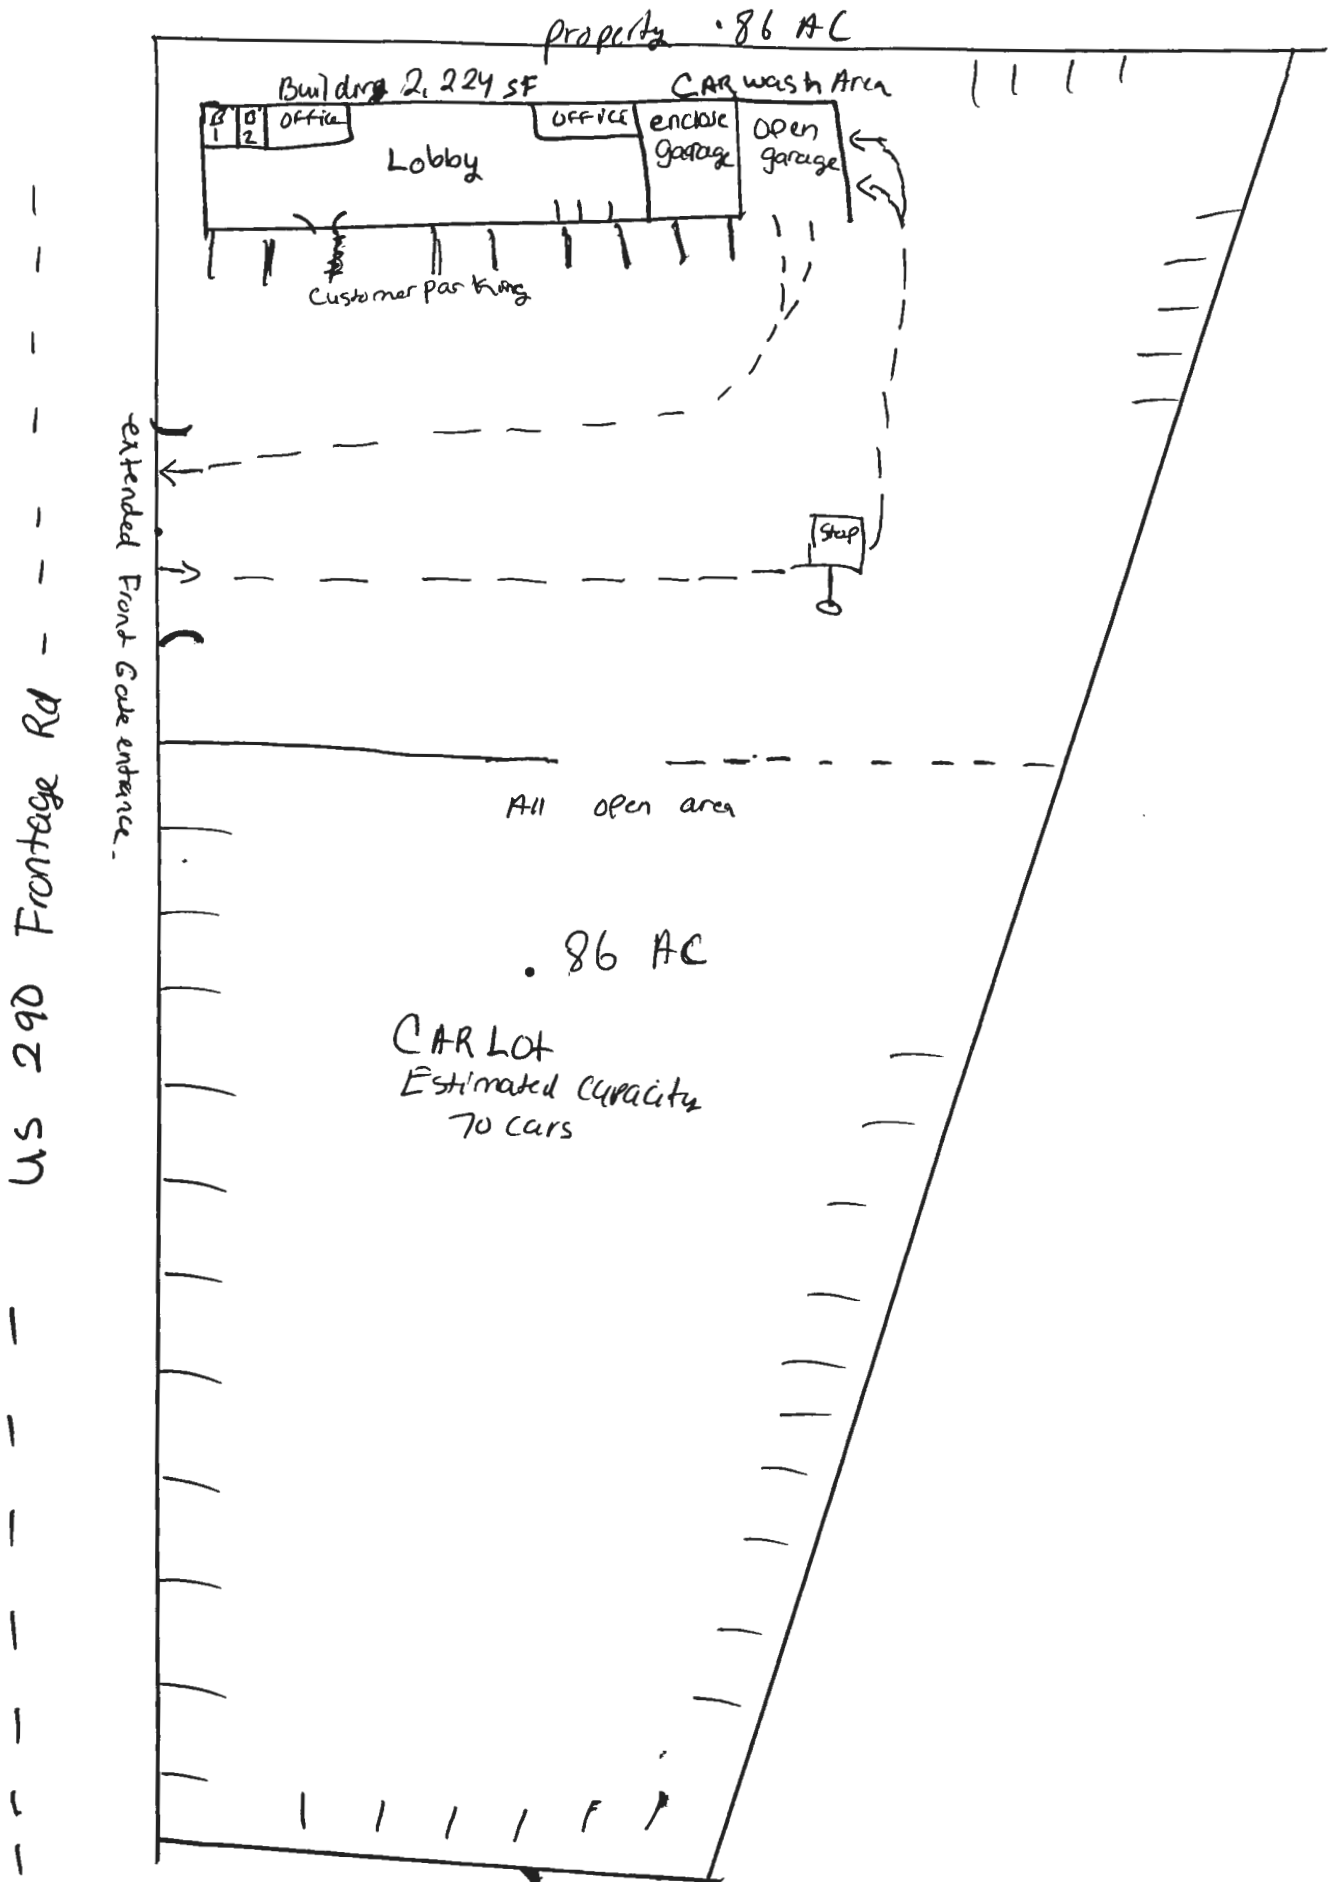 property .86 AC
Building 2,224 SF
CAR wash Area
B 1
B 2
OFFice
OFFICE
enclose garage
open garage
Lobby
Customer parking
extended Front Gate entrance.
Stop
US 290 Frontage Rd
All open area
.86 AC
CAR Lot
Estimated capacity
70 cars